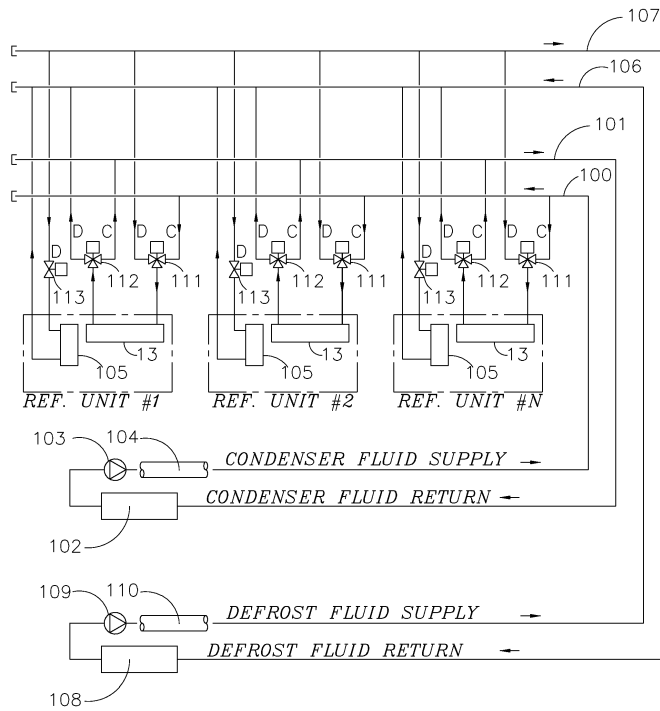 107
106
101
100
D C D C
D C D C
D C D C
D
112
111
113
D
112
111
113
D
112
111
113
13
105
13
105
13
105
REF. UNIT #1
REF. UNIT #2
REF. UNIT #N
103
104
CONDENSER FLUID SUPPLY
CONDENSER FLUID RETURN
102
109
110
DEFROST FLUID SUPPLY
DEFROST FLUID RETURN
108